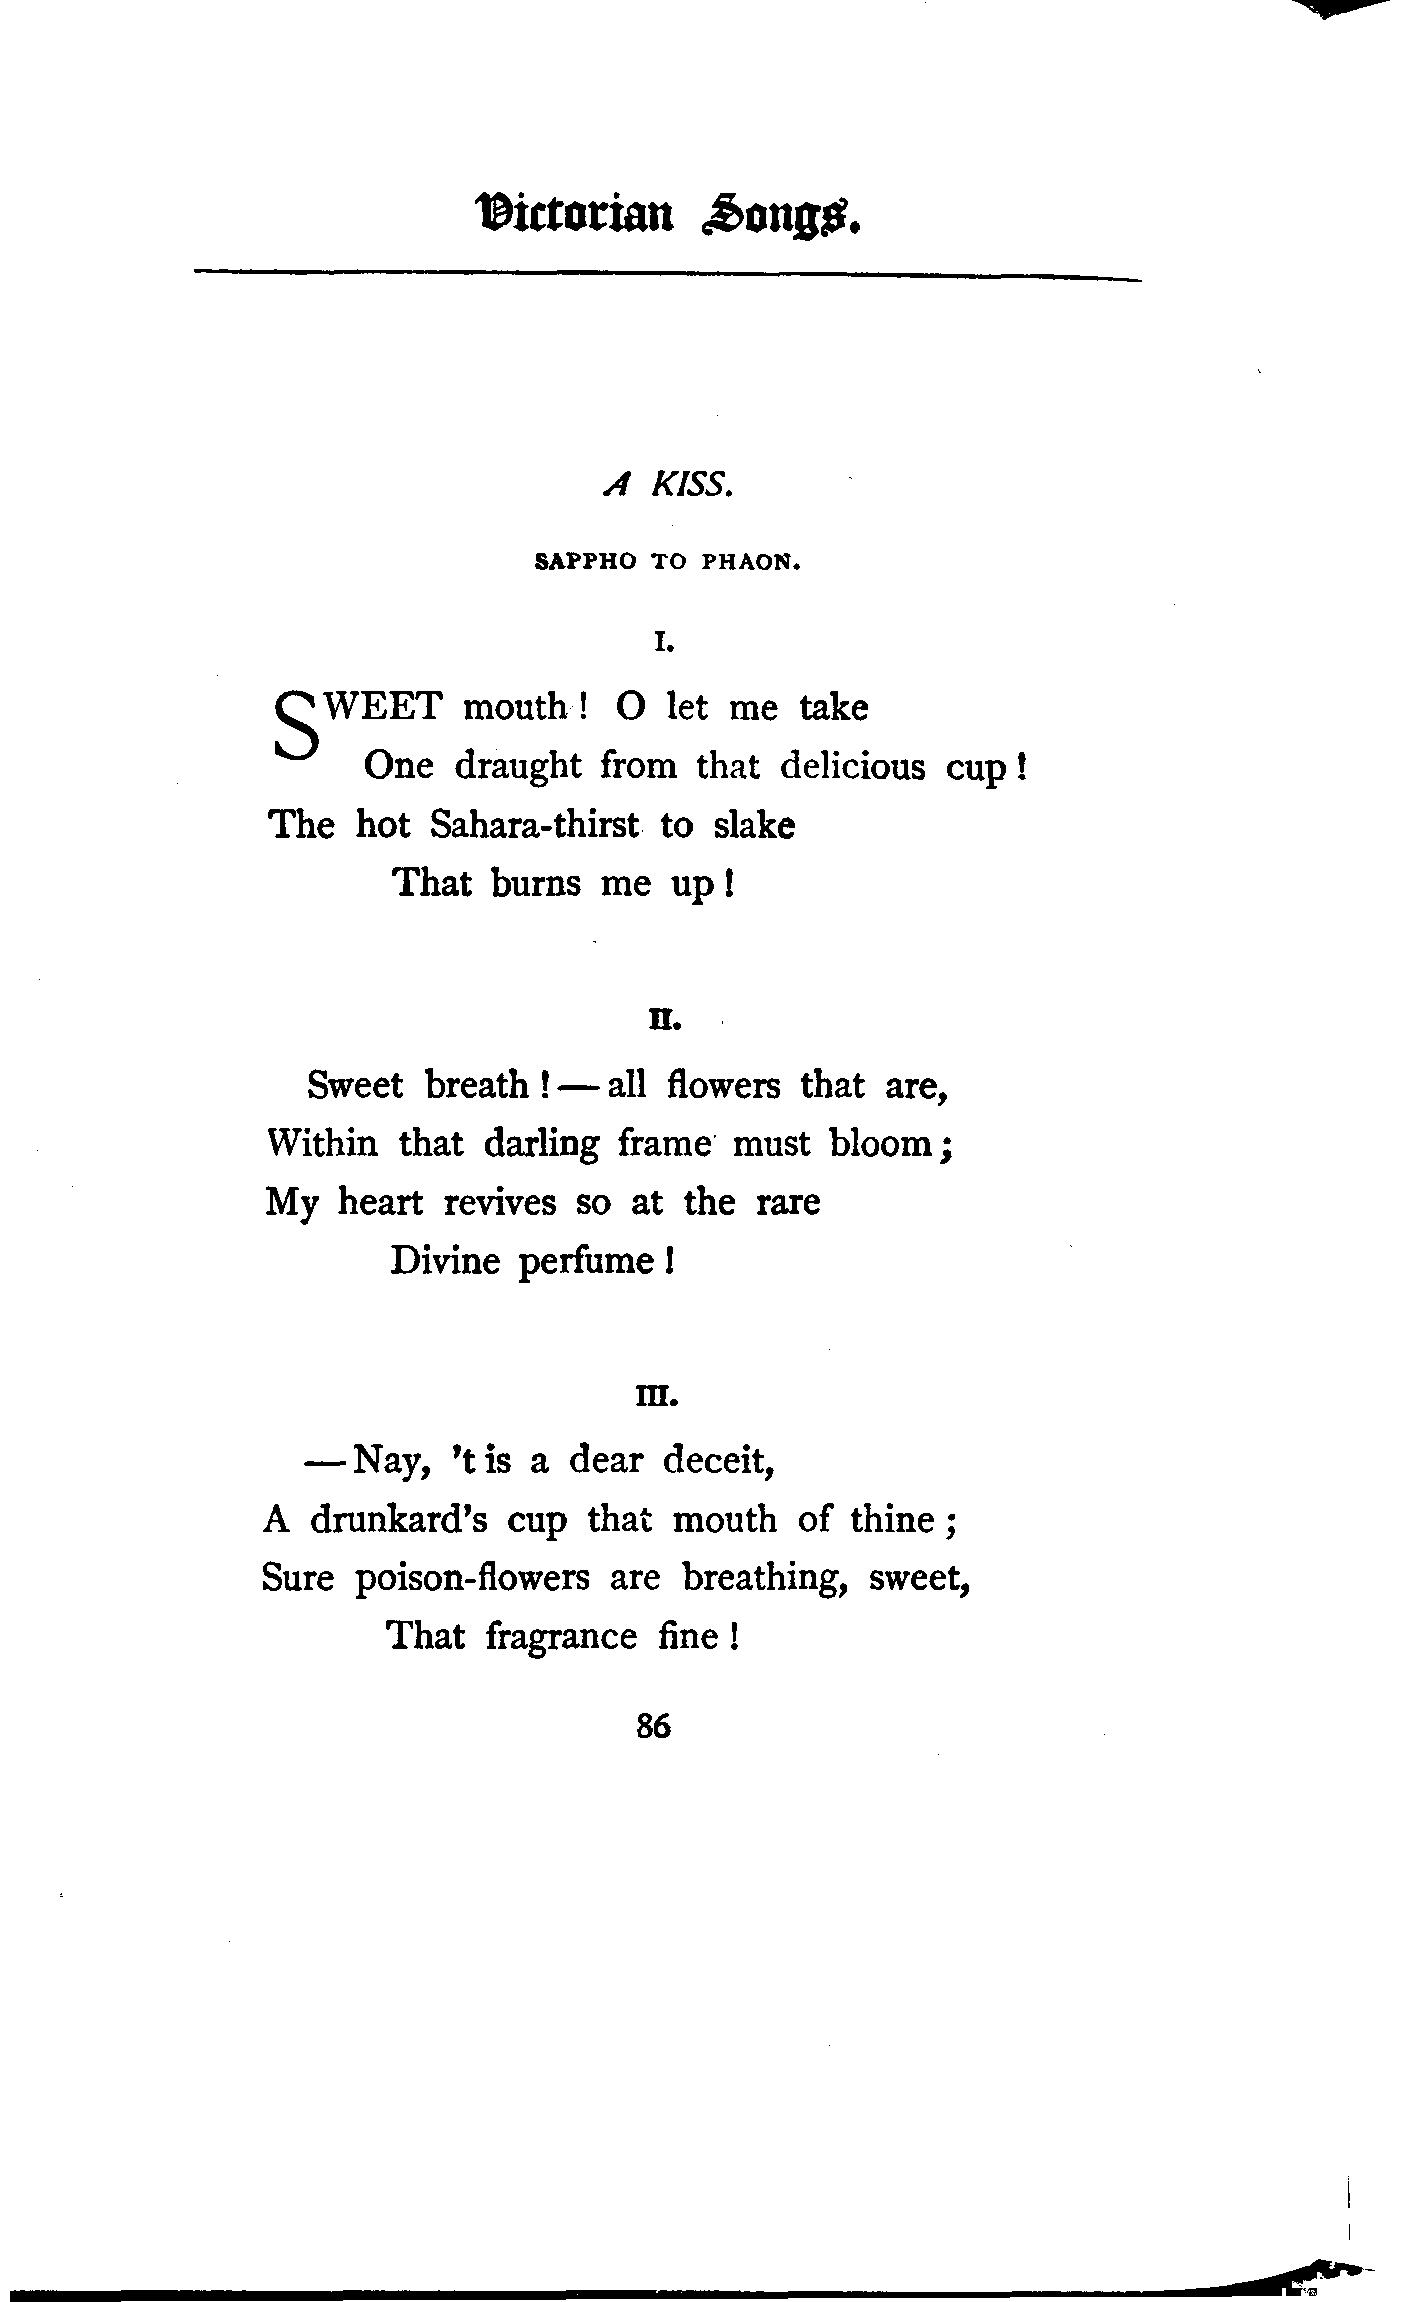 Victorian Songs.
A KISS.
SAPPHO TO PHAON.
I.
SWEET mouth! O let me take
One draught from that delicious cup!
The hot Sahara-thirst to slake
That burns me up!
II.
Sweet breath!—all flowers that are,
Within that darling frame must bloom;
My heart revives so at the rare
Divine perfume!
III.
—Nay, 't is a dear deceit,
A drunkard's cup that mouth of thine;
Sure poison-flowers are breathing, sweet,
That fragrance fine!
86